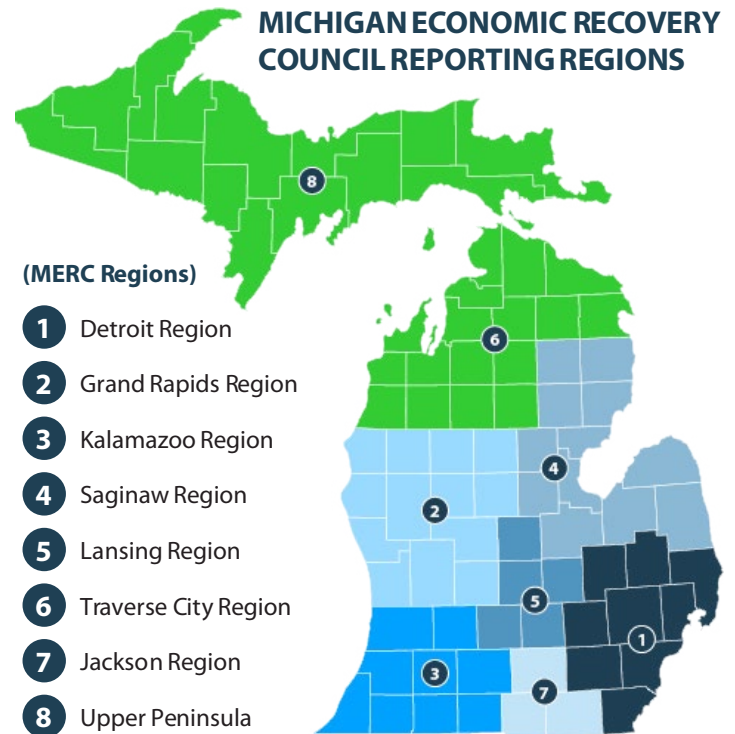 MICHIGAN ECONOMIC RECOVERY
COUNCIL REPORTING REGIONS
8
(MERC Regions)
1 Detroit Region
6
2 Grand Rapids Region
3 Kalamazoo Region
4
4 Saginaw Region
2
5 Lansing Region
5
6 Traverse City Region
1
7 Jackson Region
3
7
8 Upper Peninsula